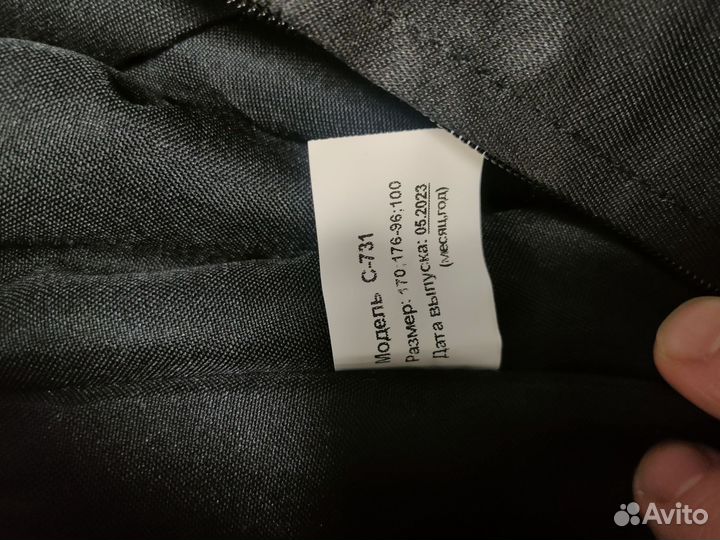 Модель С-731
Размер: 170,176-96;100
Дата выпуска: 05.2023
(месяц,год)
Avito